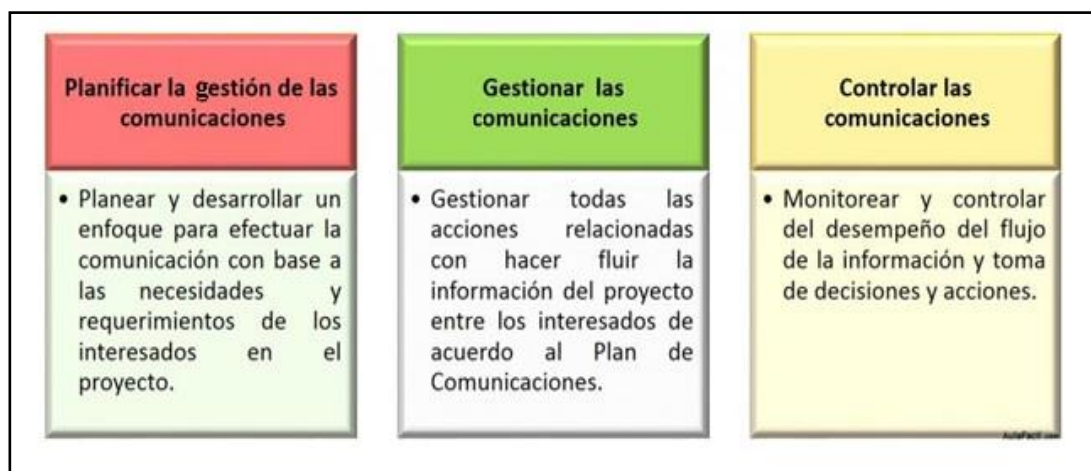 Planificar la gestión de las
comunicaciones
• Planear y desarrollar un
enfoque para efectuar la
comunicación con base a
las necesidades y
requerimientos de los
interesados en el
proyecto.
Gestionar las
comunicaciones
• Gestionar todas las
acciones relacionadas
con hacer fluir la
información del proyecto
entre los interesados de
acuerdo al Plan de
Comunicaciones.
Controlar las
comunicaciones
• Monitorear y controlar
del desempeño del flujo
de la información y toma
de decisiones y acciones.
AulaFacil.com